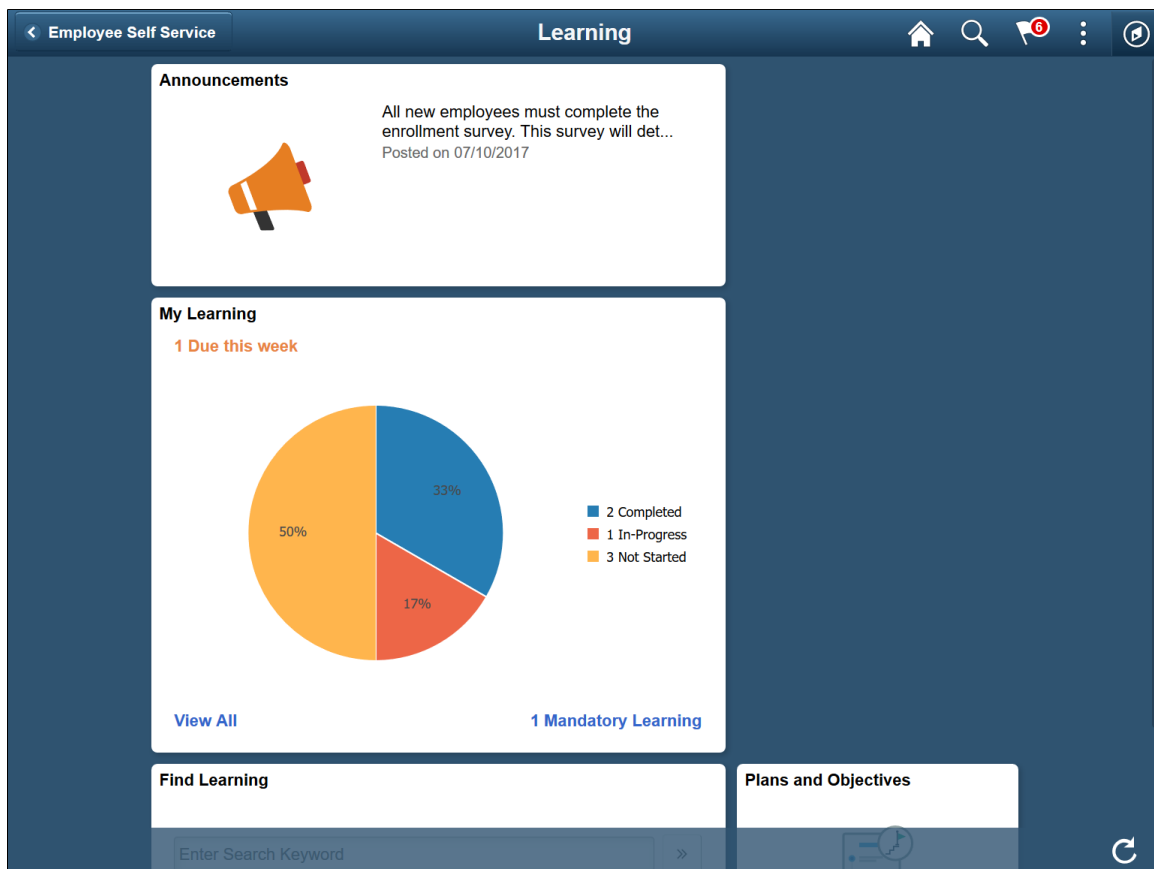 Employee Self Service
Learning
6
Announcements
All new employees must complete the
enrollment survey. This survey will det...
Posted on 07/10/2017
My Learning
1 Due this week
33%
50%
17%
2 Completed
1 In-Progress
3 Not Started
View All
1 Mandatory Learning
Find Learning
Plans and Objectives
Enter Search Keyword
»